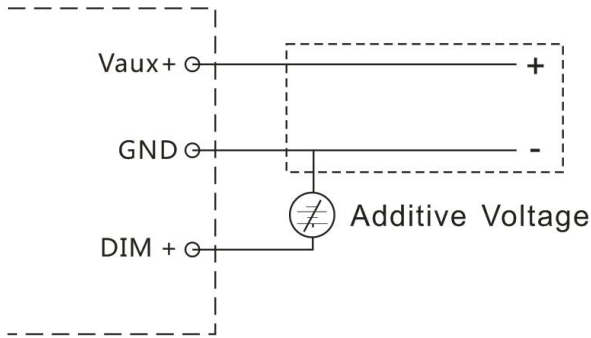 Vaux+ +
GND -
Additive Voltage
DIM +